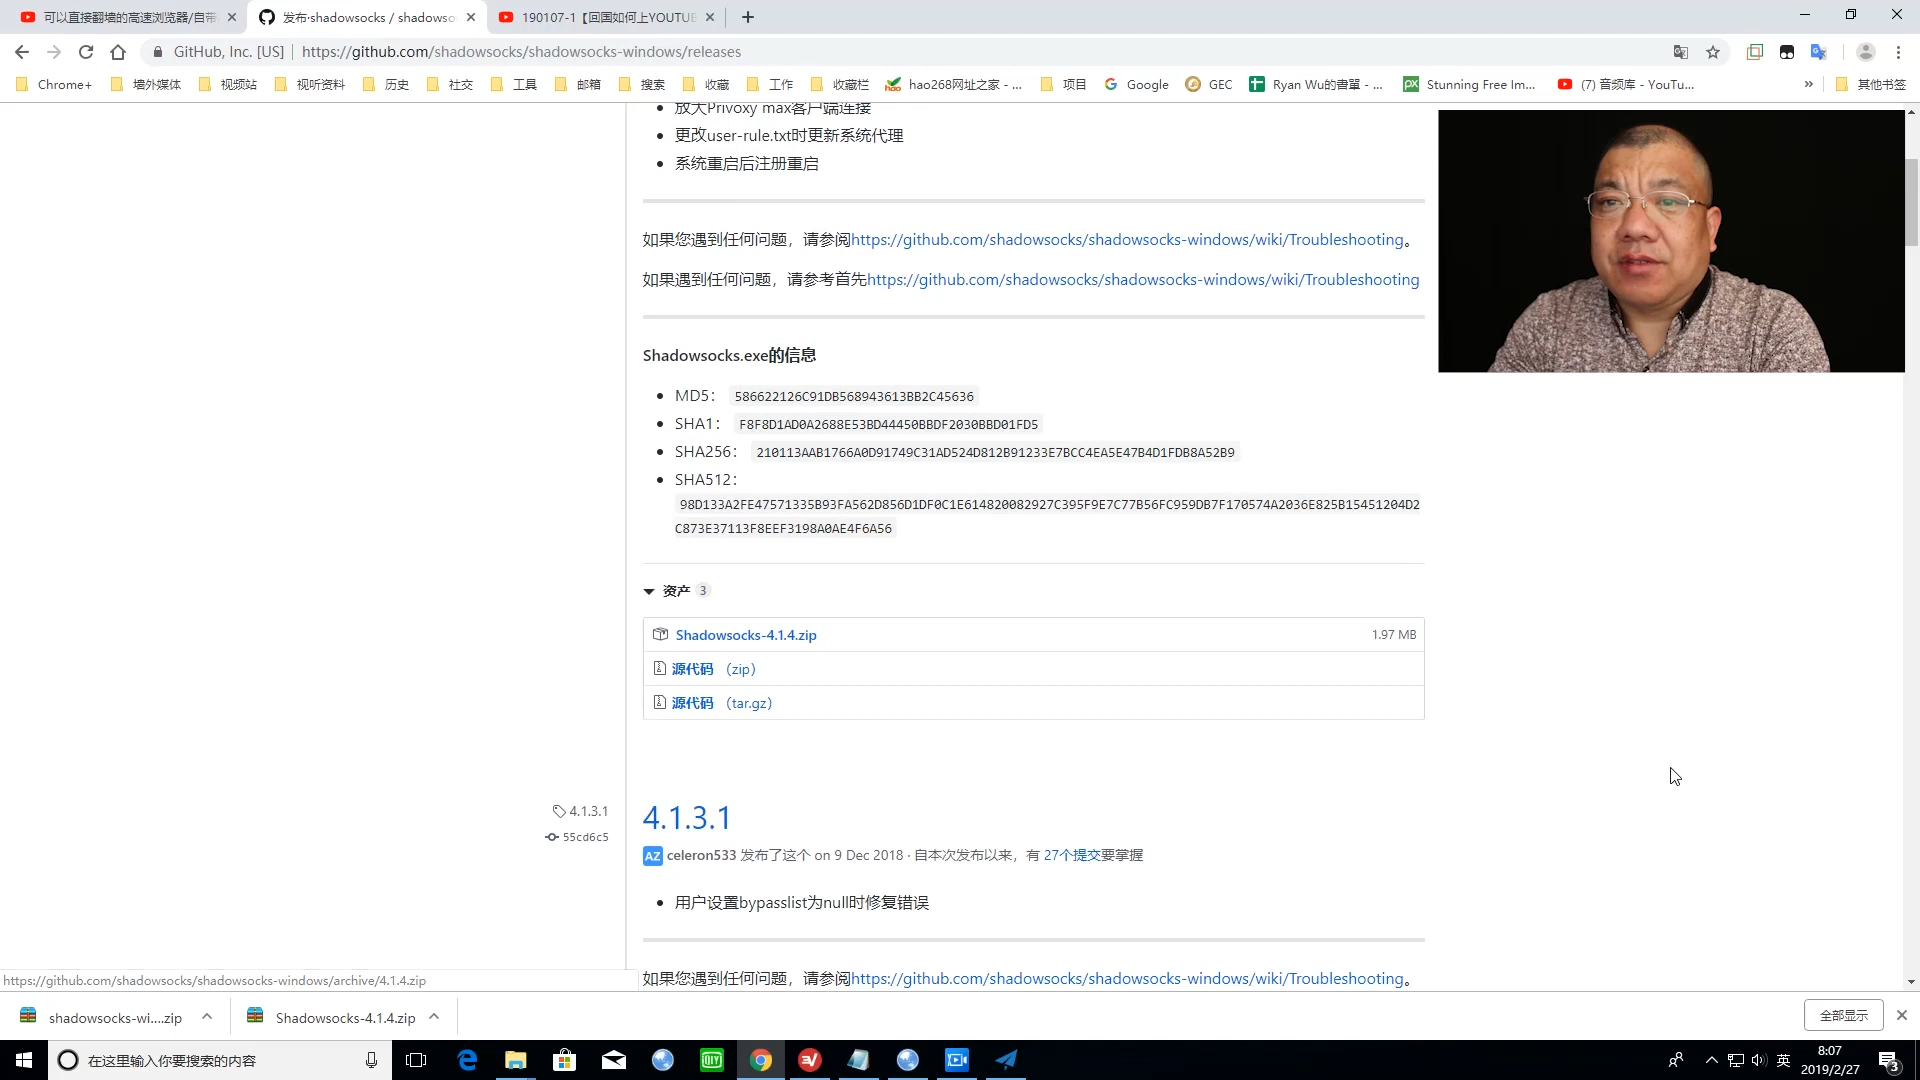 可以直接翻墙的高速浏览器/自带
发布·shadowsocks / shadowso
190107-1【回国如何上YOUTUB
GitHub, Inc. [US]
https://github.com/shadowsocks/shadowsocks-windows/releases
Chrome+
墙外媒体
视频站
视听资料
历史
社交
工具
邮箱
搜索
收藏
工作
收藏栏
hao268网址之家 - ...
项目
Google
GEC
Ryan Wu的書單 - ...
Stunning Free Im...
(7) 音频库 - YouTu...
»
其他书签
放大Privoxy max客户端连接
更改user-rule.txt时更新系统代理
系统重启后注册重启
如果您遇到任何问题，请参阅https://github.com/shadowsocks/shadowsocks-windows/wiki/Troubleshooting。
如果遇到任何问题，请参考首先https://github.com/shadowsocks/shadowsocks-windows/wiki/Troubleshooting
Shadowsocks.exe的信息
MD5： 586622126C91DB568943613BB2C45636
SHA1： F8F8D1AD0A2688E53BD44450BBDF2030BBD01FD5
SHA256： 210113AAB1766A0D91749C31AD524D812B91233E7BCC4EA5E47B4D1FDB8A52B9
SHA512：
98D133A2FE47571335B93FA562D856D1DF0C1E614820082927C395F9E7C77B56FC959DB7F170574A2036E825B15451204D2
C873E37113F8EEF3198A0AE4F6A56
资产 3
Shadowsocks-4.1.4.zip
1.97 MB
源代码 （zip）
源代码 （tar.gz）
4.1.3.1
55cd6c5
4.1.3.1
AZ celeron533 发布了这个 on 9 Dec 2018 · 自本次发布以来，有 27个提交要掌握
用户设置bypasslist为null时修复错误
如果您遇到任何问题，请参阅https://github.com/shadowsocks/shadowsocks-windows/wiki/Troubleshooting。
https://github.com/shadowsocks/shadowsocks-windows/archive/4.1.4.zip
shadowsocks-wi....zip
Shadowsocks-4.1.4.zip
全部显示
在这里输入你要搜索的内容
英
8:07
2019/2/27
3